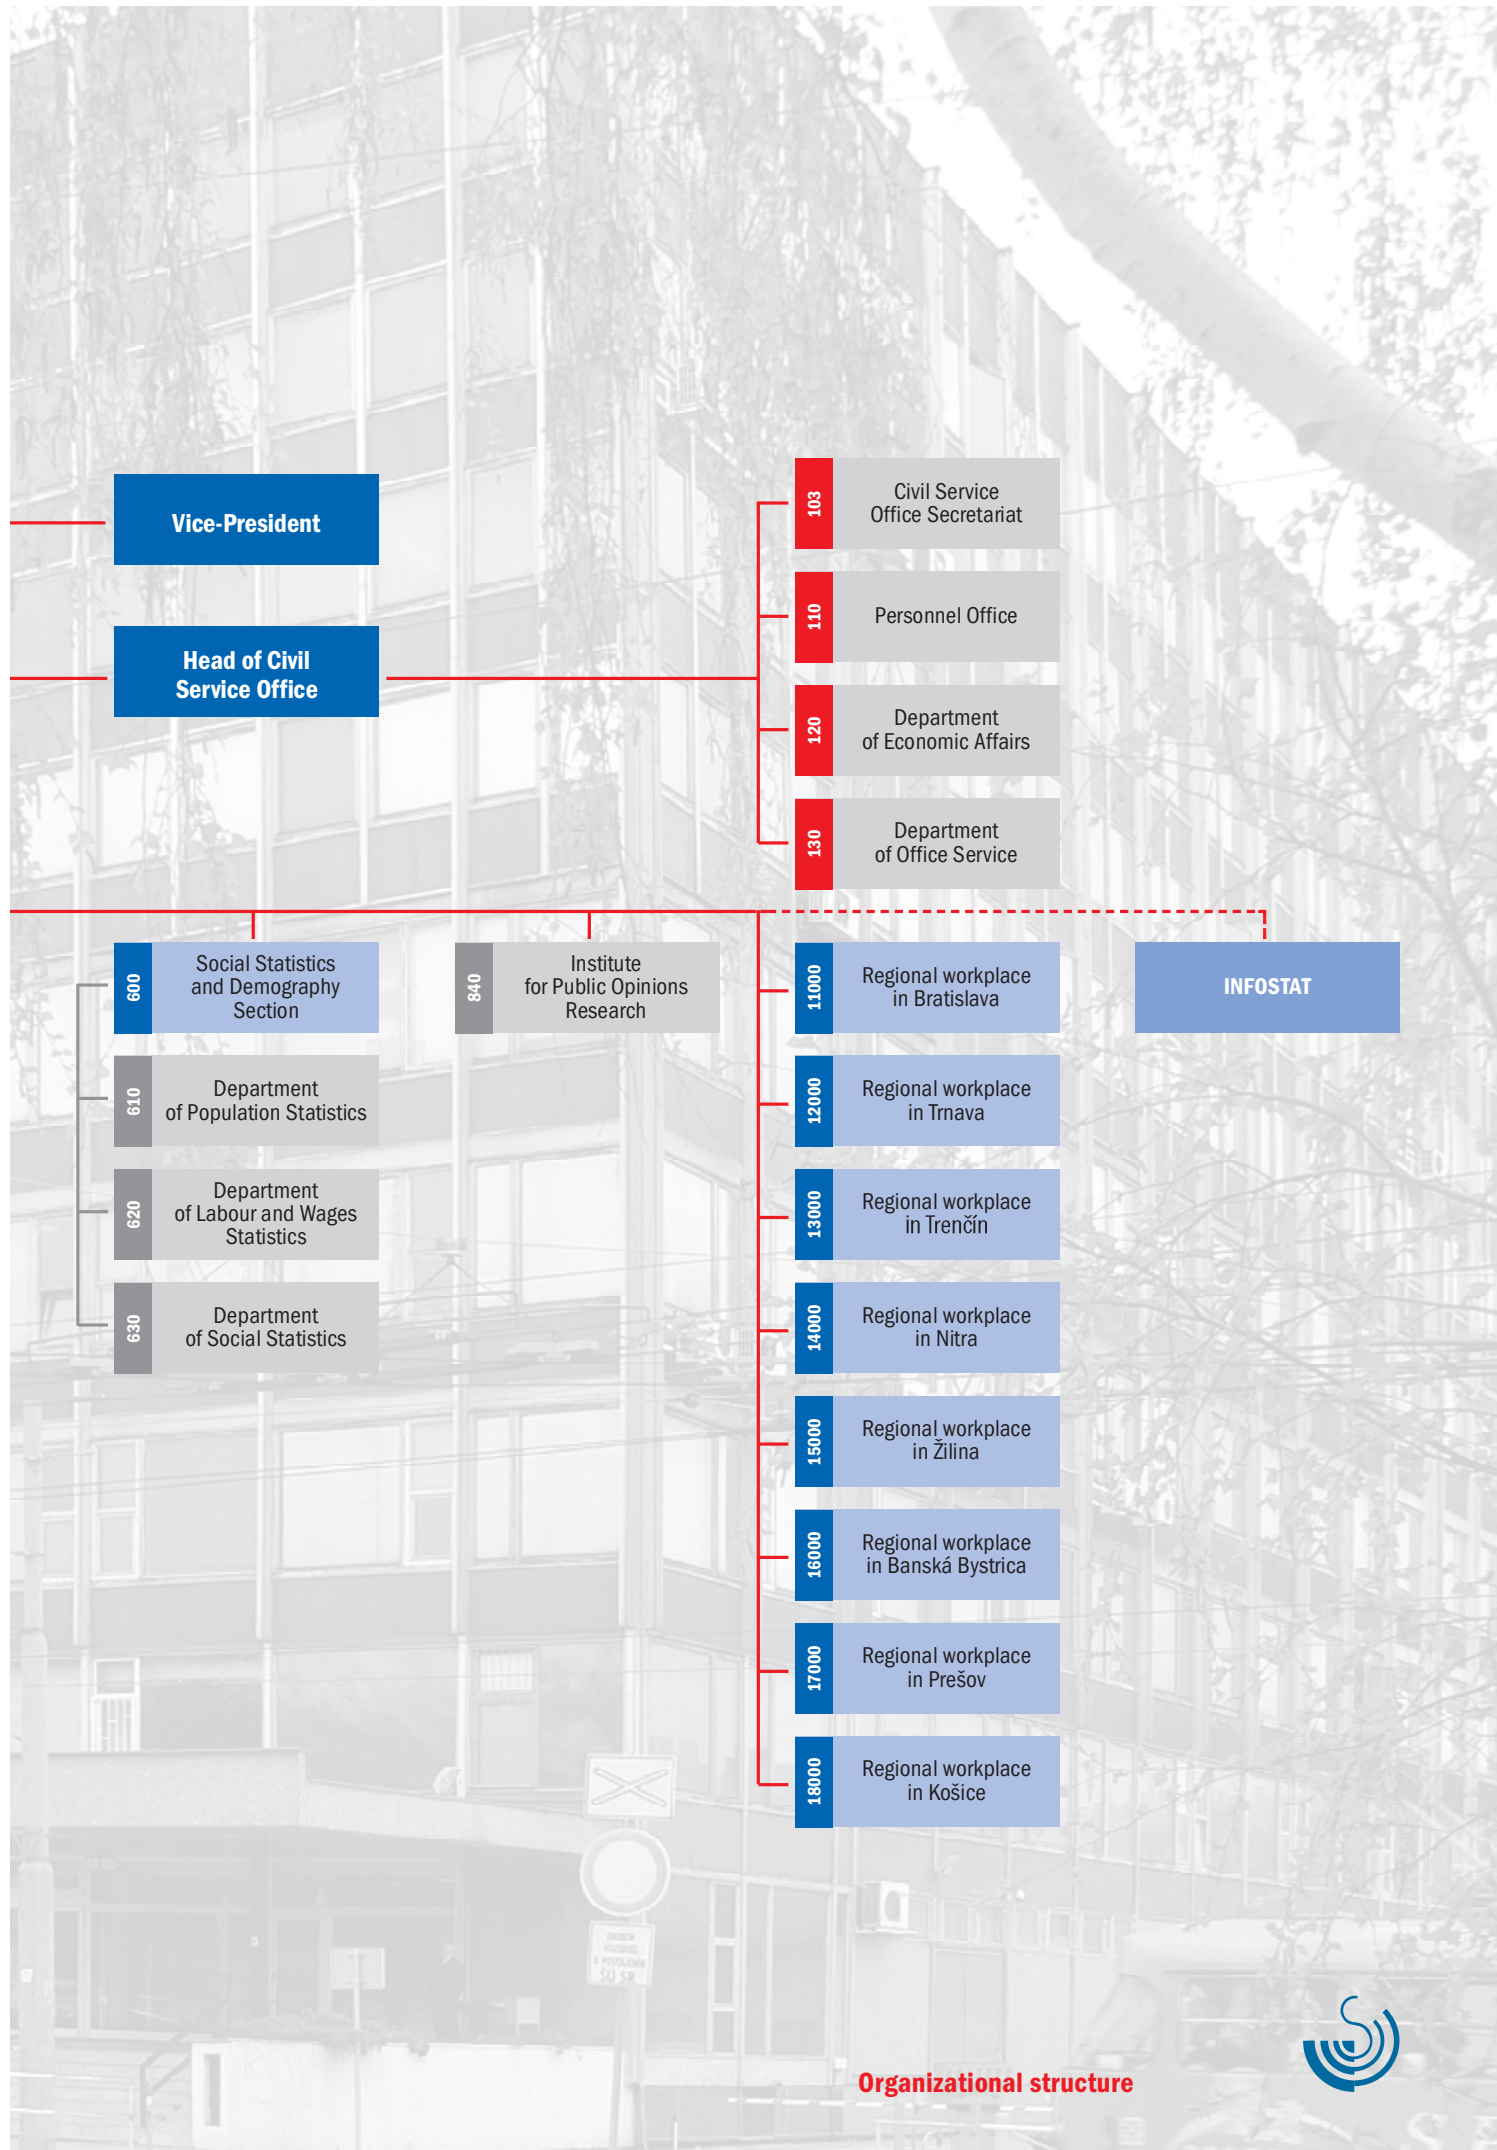 Vice-President
Head of Civil
Service Office
103
Civil Service
Office Secretariat
110
Personnel Office
120
Department
of Economic Affairs
130
Department
of Office Service
600
Social Statistics
and Demography
Section
610
Department
of Population Statistics
620
Department
of Labour and Wages
Statistics
630
Department
of Social Statistics
840
Institute
for Public Opinions
Research
11000
Regional workplace
in Bratislava
12000
Regional workplace
in Trnava
13000
Regional workplace
in Trenčín
14000
Regional workplace
in Nitra
15000
Regional workplace
in Žilina
16000
Regional workplace
in Banská Bystrica
17000
Regional workplace
in Prešov
18000
Regional workplace
in Košice
INFOSTAT
OKREM
VOZIDIEL
S POVOLENÍM
ŠÚ SR
Organizational structure